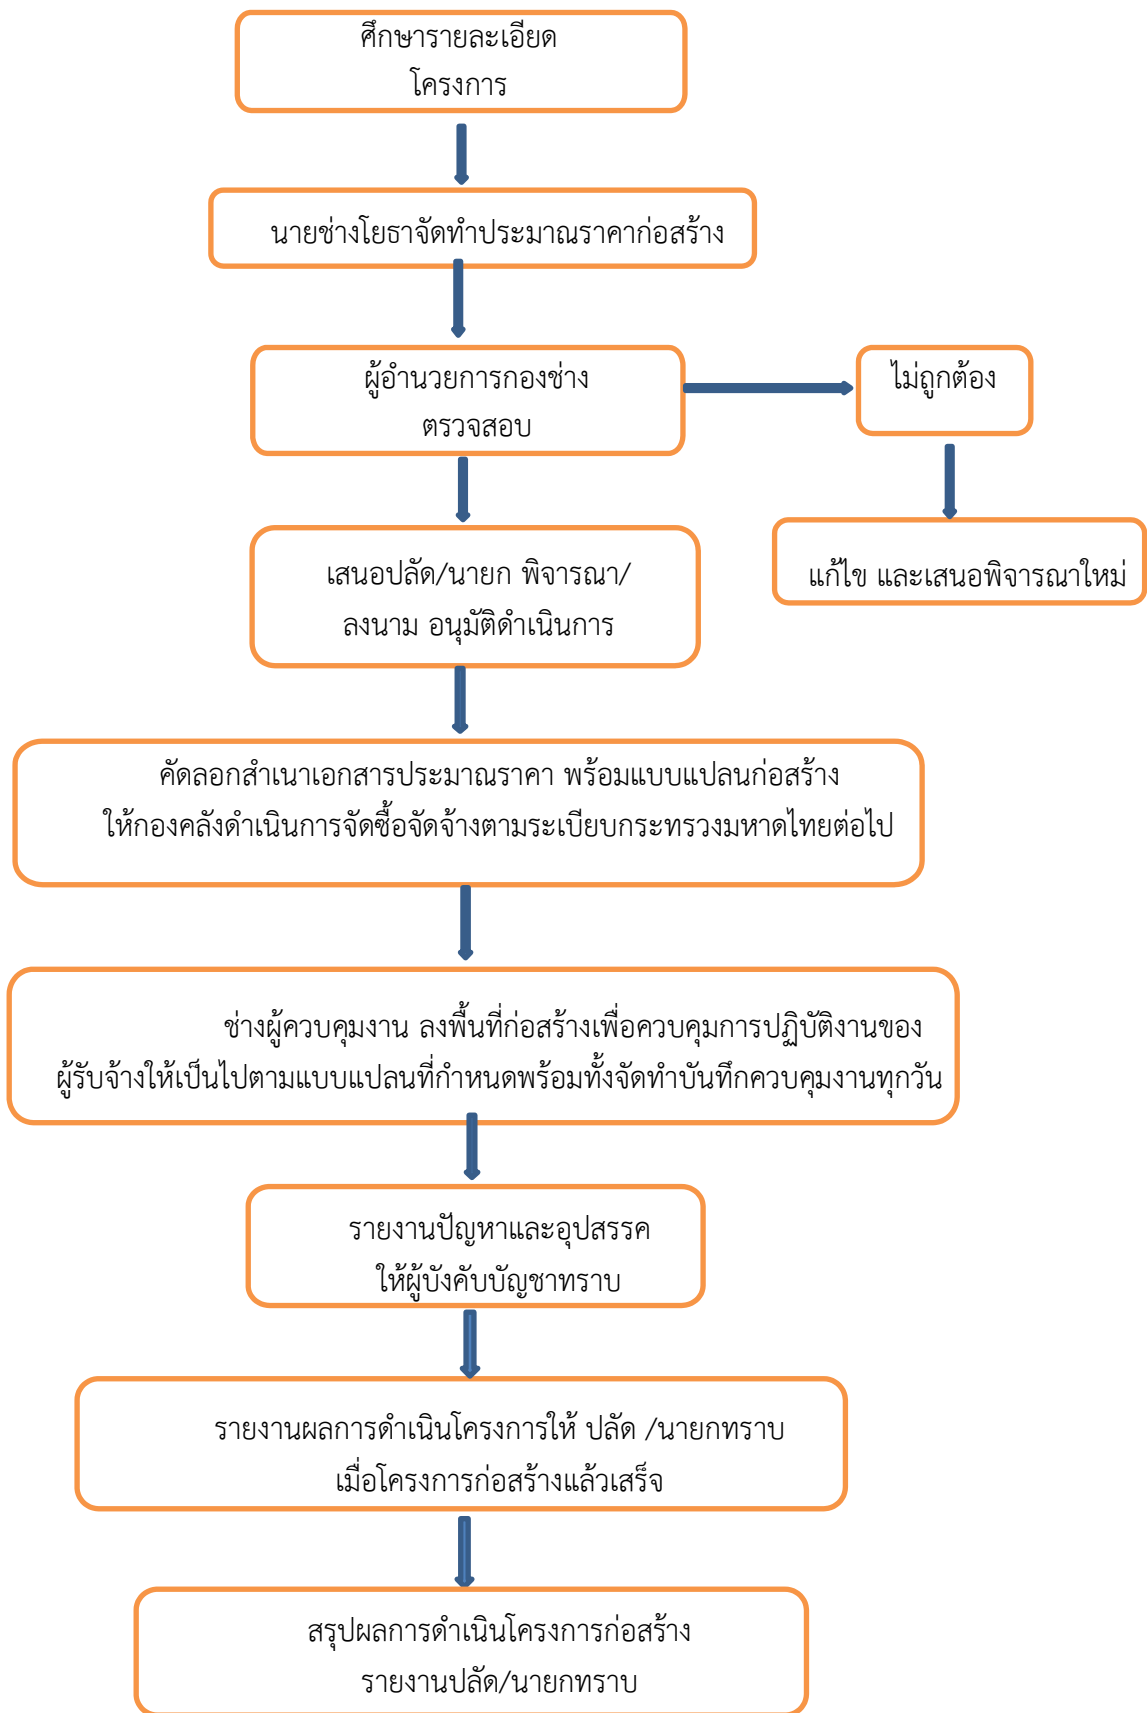 ศึกษารายละเอียด
โครงการ
นายช่างโยธาจัดทำประมาณราคาก่อสร้าง
ผู้อำนวยการกองช่าง
ตรวจสอบ
ไม่ถูกต้อง
แก้ไข และเสนอพิจารณาใหม่
เสนอปลัด/นายก พิจารณา/
ลงนาม อนุมัติดำเนินการ
คัดลอกสำเนาเอกสารประมาณราคา พร้อมแบบแปลนก่อสร้าง
ให้กองคลังดำเนินการจัดซื้อจัดจ้างตามระเบียบกระทรวงมหาดไทยต่อไป
ช่างผู้ควบคุมงาน ลงพื้นที่ก่อสร้างเพื่อควบคุมการปฏิบัติงานของ
ผู้รับจ้างให้เป็นไปตามแบบแปลนที่กำหนดพร้อมทั้งจัดทำบันทึกควบคุมงานทุกวัน
รายงานปัญหาและอุปสรรค
ให้ผู้บังคับบัญชาทราบ
รายงานผลการดำเนินโครงการให้ ปลัด /นายกทราบ
เมื่อโครงการก่อสร้างแล้วเสร็จ
สรุปผลการดำเนินโครงการก่อสร้าง
รายงานปลัด/นายกทราบ